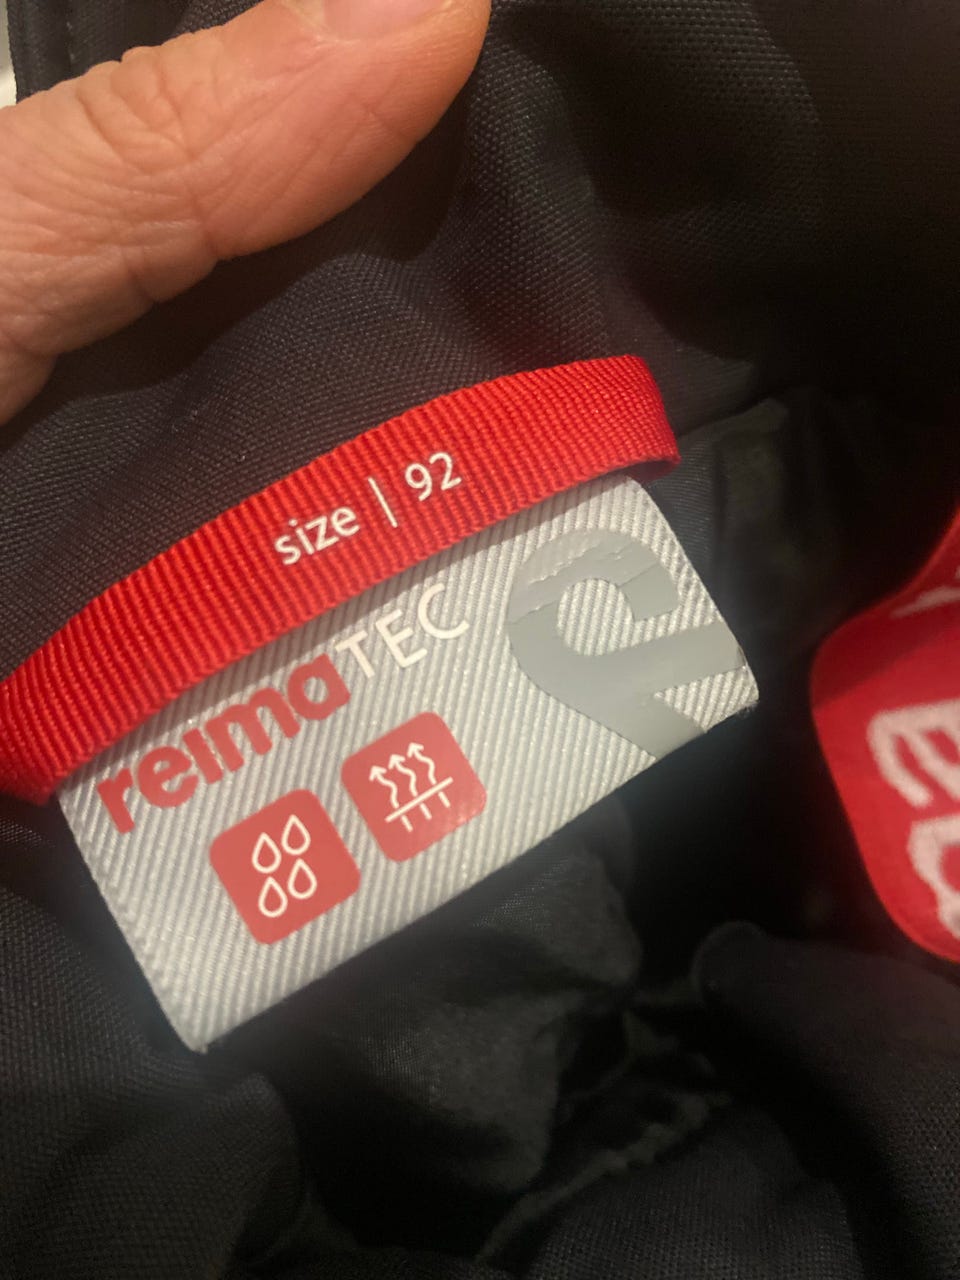 size | 92
reimaTEC